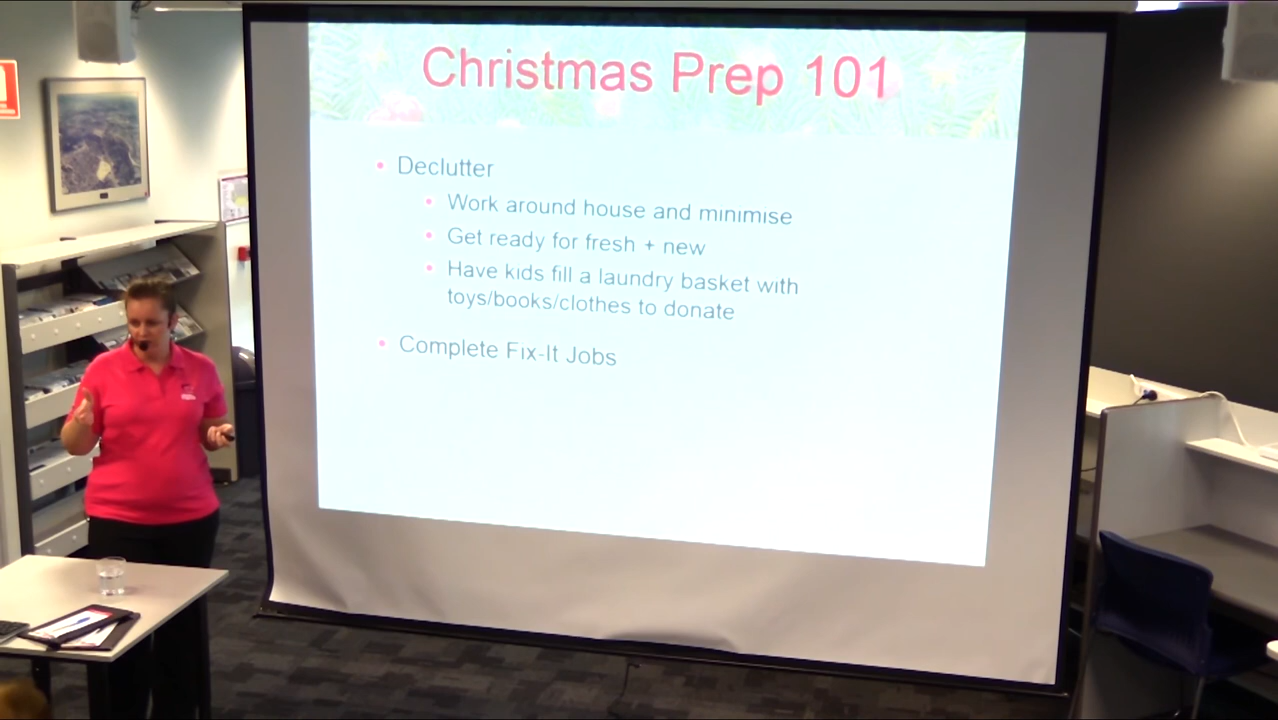 Christmas Prep 101
Declutter
Work around house and minimise
Get ready for fresh + new
Have kids fill a laundry basket with
toys/books/clothes to donate
Complete Fix-It Jobs